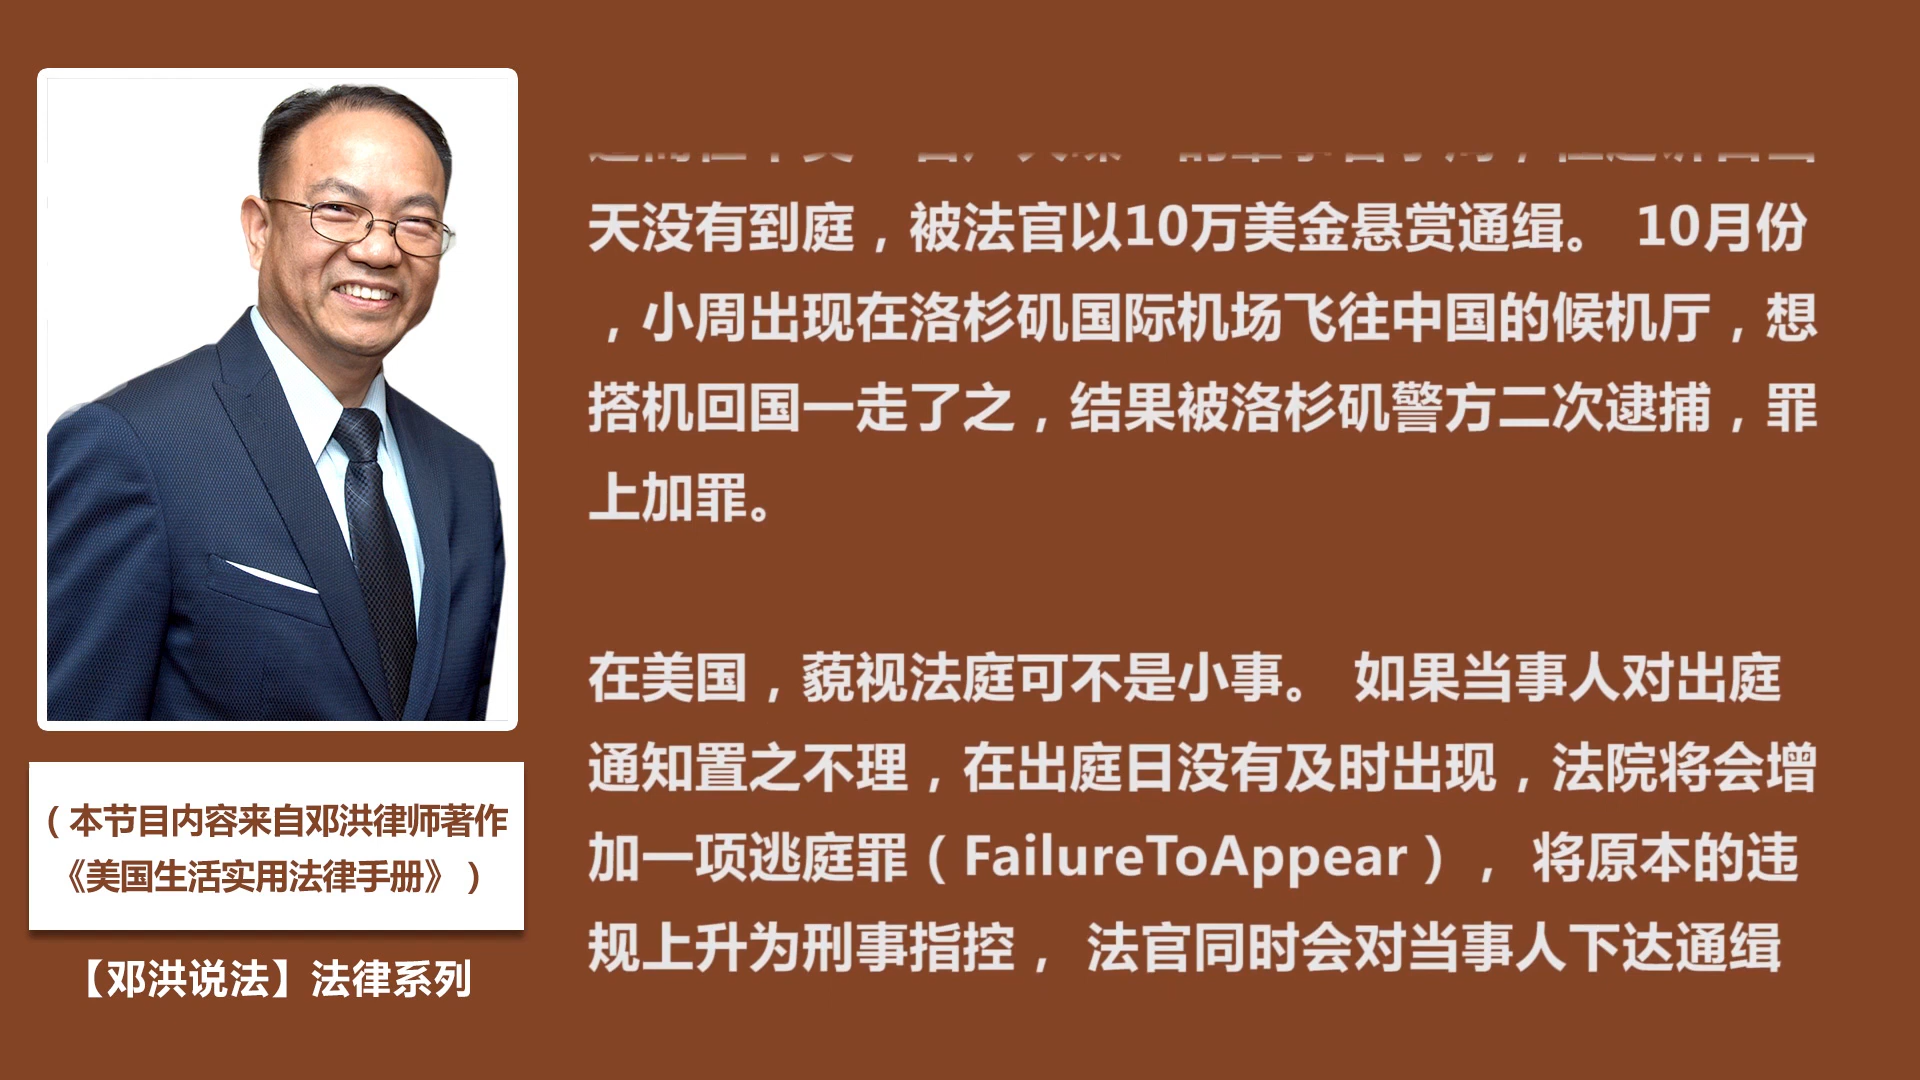 天没有到庭，被法官以10万美金悬赏通缉。 10月份
，小周出现在洛杉矶国际机场飞往中国的候机厅，想
搭机回国一走了之，结果被洛杉矶警方二次逮捕，罪
上加罪。
在美国，藐视法庭可不是小事。 如果当事人对出庭
通知置之不理，在出庭日没有及时出现，法院将会增
加一项逃庭罪（FailureToAppear）， 将原本的违
规上升为刑事指控， 法官同时会对当事人下达通缉
（本节目内容来自邓洪律师著作
《美国生活实用法律手册》）
【邓洪说法】法律系列